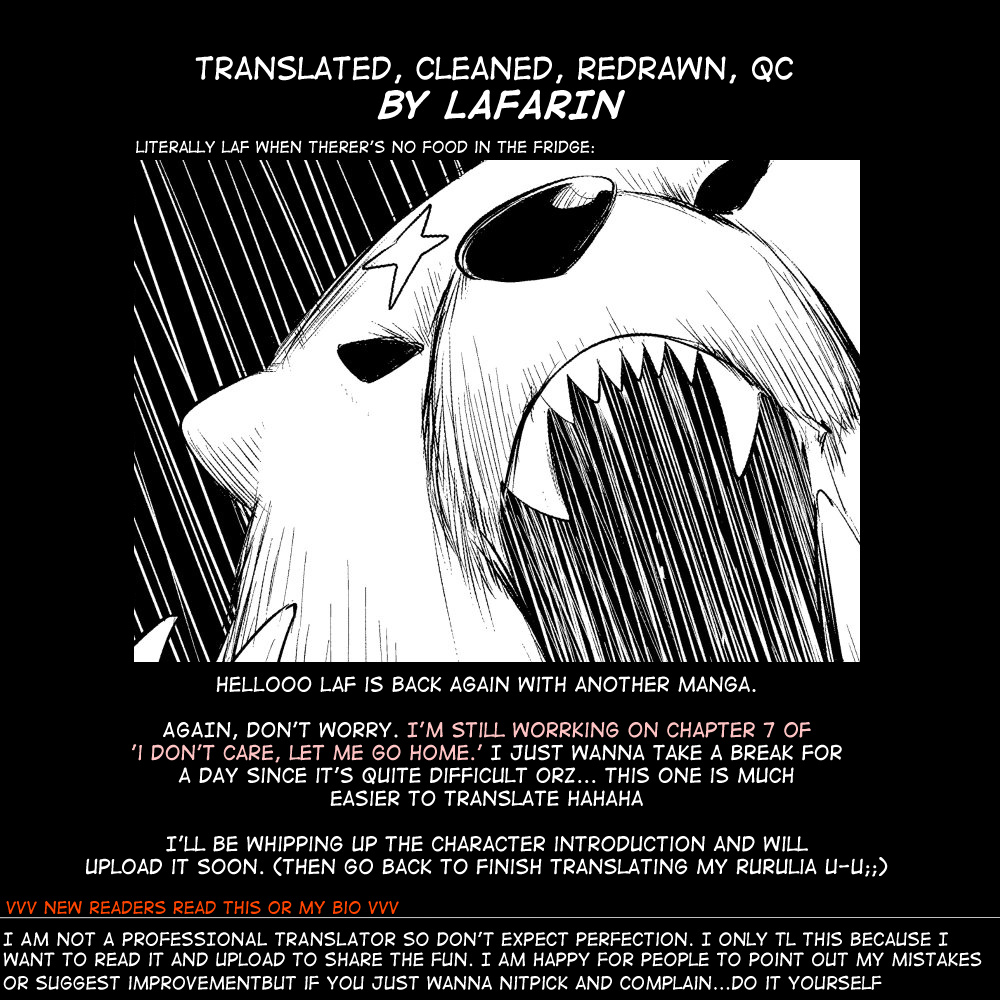 TRANSLATED, CLEANED, REDRAWN, QC
BY LAFARIN
LITERALLY LAF WHEN THERER'S NO FOOD IN THE FRIDGE:
HELLOOO LAF IS BACK AGAIN WITH ANOTHER MANGA.
AGAIN, DON'T WORRY. I'M STILL WORRKING ON CHAPTER 7 OF
'I DON'T CARE, LET ME GO HOME.' I JUST WANNA TAKE A BREAK FOR
A DAY SINCE IT'S QUITE DIFFICULT ORZ... THIS ONE IS MUCH
EASIER TO TRANSLATE HAHAHA
I'LL BE WHIPPING UP THE CHARACTER INTRODUCTION AND WILL
UPLOAD IT SOON. (THEN GO BACK TO FINISH TRANSLATING MY RURULIA U-U;;)
VVV NEW READERS READ THIS OR MY BIO VVV
I AM NOT A PROFESSIONAL TRANSLATOR SO DON'T EXPECT PERFECTION. I ONLY TL THIS BECAUSE I
WANT TO READ IT AND UPLOAD TO SHARE THE FUN. I AM HAPPY FOR PEOPLE TO POINT OUT MY MISTAKES
OR SUGGEST IMPROVEMENTBUT IF YOU JUST WANNA NITPICK AND COMPLAIN...DO IT YOURSELF